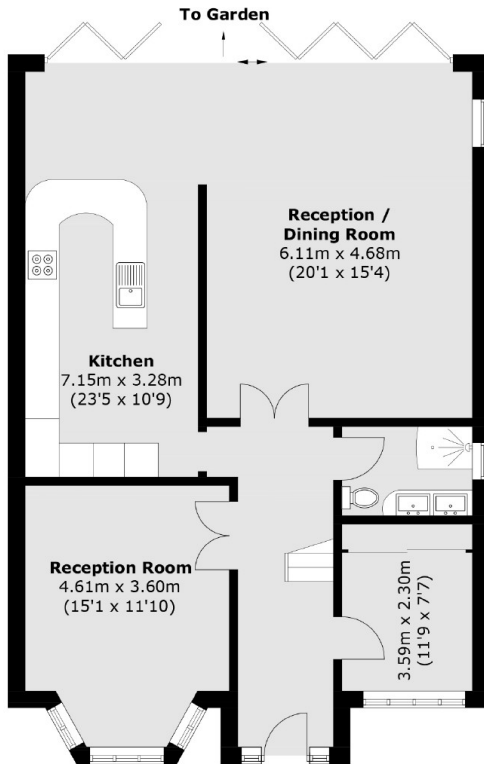 To Garden
Reception /
Dining Room
6.11m x 4.68m
(20'1 x 15'4)
Kitchen
7.15m x 3.28m
(23'5 x 10'9)
Reception Room
4.61m x 3.60m
(15'1 x 11'10)
3.59m x 2.30m
(11'9 x 7'7)